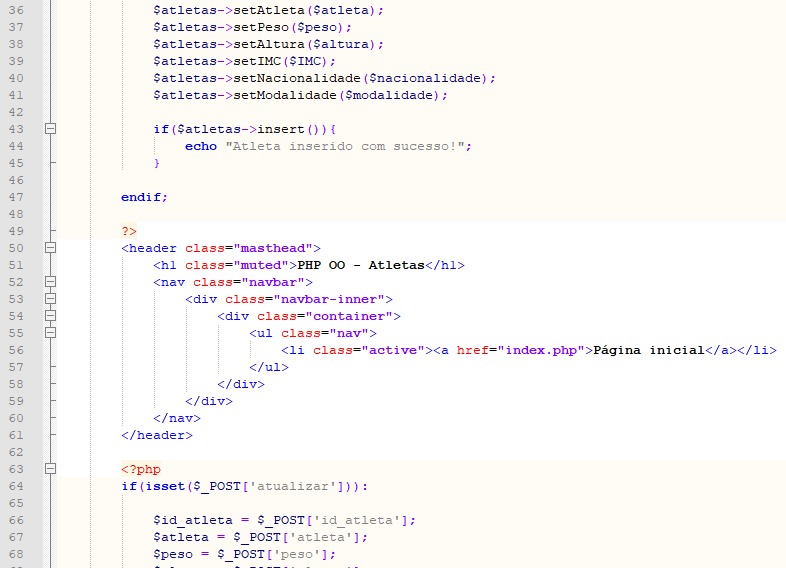 36 $atletas->setAtleta($atleta);
37 $atletas->setPeso($peso);
38 $atletas->setAltura($altura);
39 $atletas->setIMC($IMC);
40 $atletas->setNacionalidade($nacionalidade);
41 $atletas->setModalidade($modalidade);
42
43 if($atletas->insert()){
44 echo "Atleta inserido com sucesso!";
45 }
46
47 endif;
48
49 ?>
50 <header class="masthead">
51 <h1 class="muted">PHP OO - Atletas</h1>
52 <nav class="navbar">
53 <div class="navbar-inner">
54 <div class="container">
55 <ul class="nav">
56 <li class="active"><a href="index.php">Página inicial</a></li>
57 </ul>
58 </div>
59 </div>
60 </nav>
61 </header>
62
63 <?php
64 if(isset($_POST['atualizar'])):
65
66 $id_atleta = $_POST['id_atleta'];
67 $atleta = $_POST['atleta'];
68 $peso = $_POST['peso'];